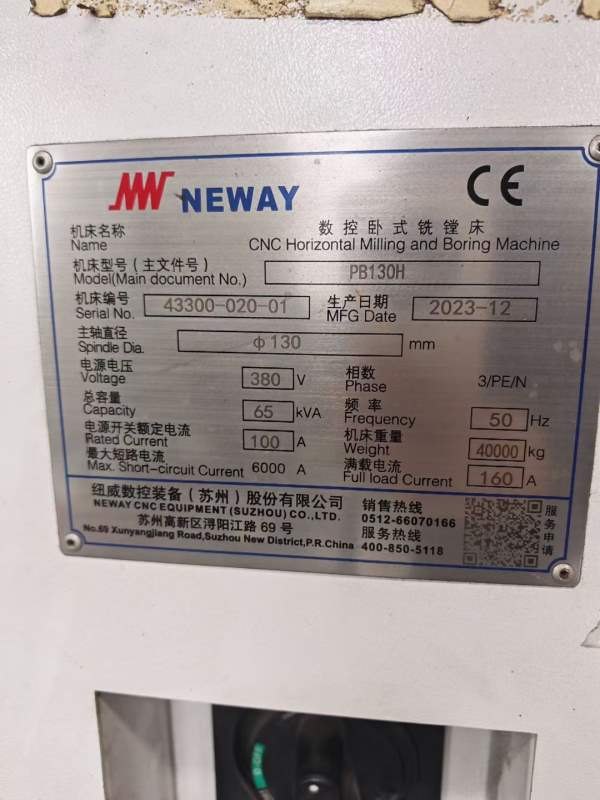 NEWAY CE
数控卧式铣镗床
机床名称
Name CNC Horizontal Milling and Boring Machine
机床型号(主文件号)
Model(Main document No.) PB130H
机床编号 生产日期
Serial No. 43300-020-01 MFG Date 2023-12
主轴直径
Spindle Dia. ф130 mm
电源电压 相数
Voltage 380 V Phase 3/PE/N
总容量 频率
Capacity 65 kVA Frequency 50 Hz
电源开关额定电流 机床重量
Rated Current 100 A Weight 40000 kg
最大短路电流 满载电流
Max. Short-circuit Current 6000 A Full load Current 160 A
纽威数控装备(苏州)股份有限公司 销售热线
NEWAY CNC EQUIPMENT (SUZHOU) CO.,LTD. 0512-66070166
苏州高新区浔阳江路 69 号 服务热线
No.69 Xunyangjiang Road,Suzhou New District,P.R.China 400-850-5118
服务申请